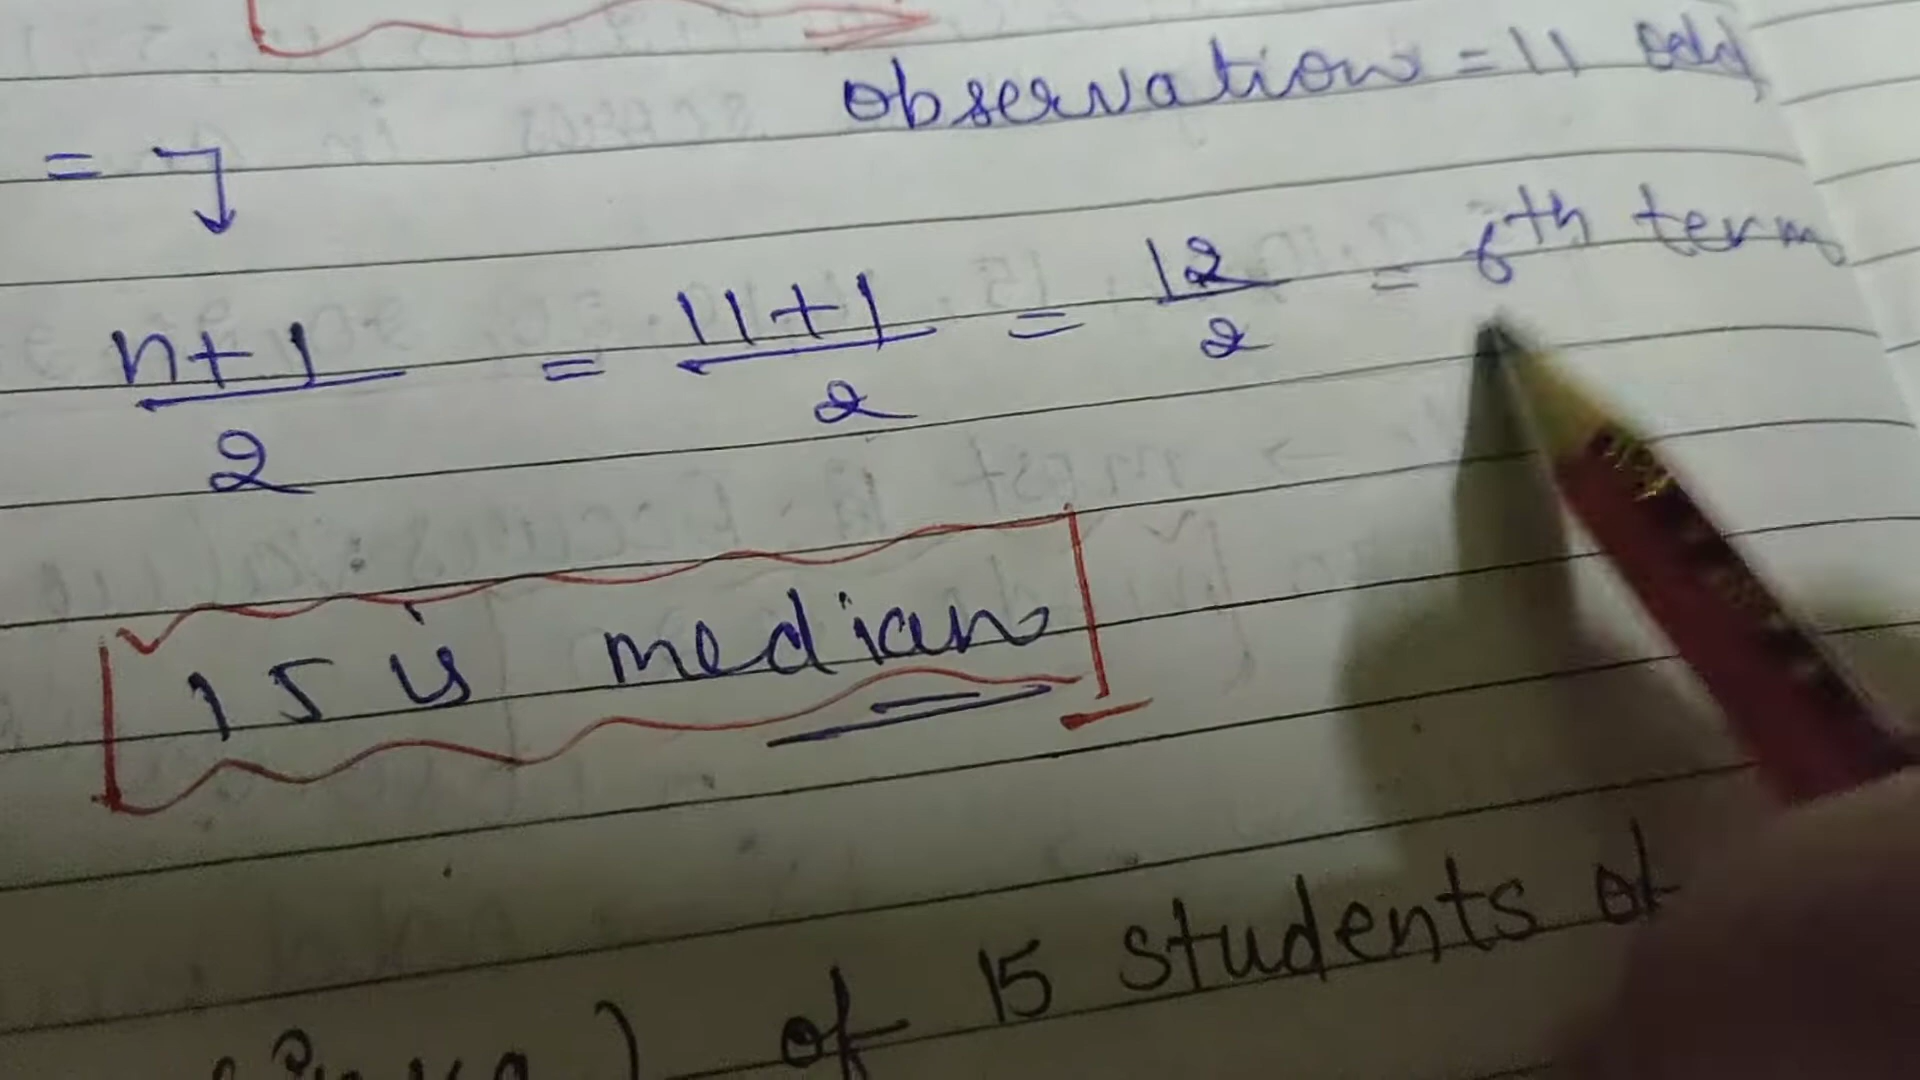 observation = 11 odd
= 7
n+1/2 = 11+1/2 = 12/2 = 6th term
15 is median
of 15 students of